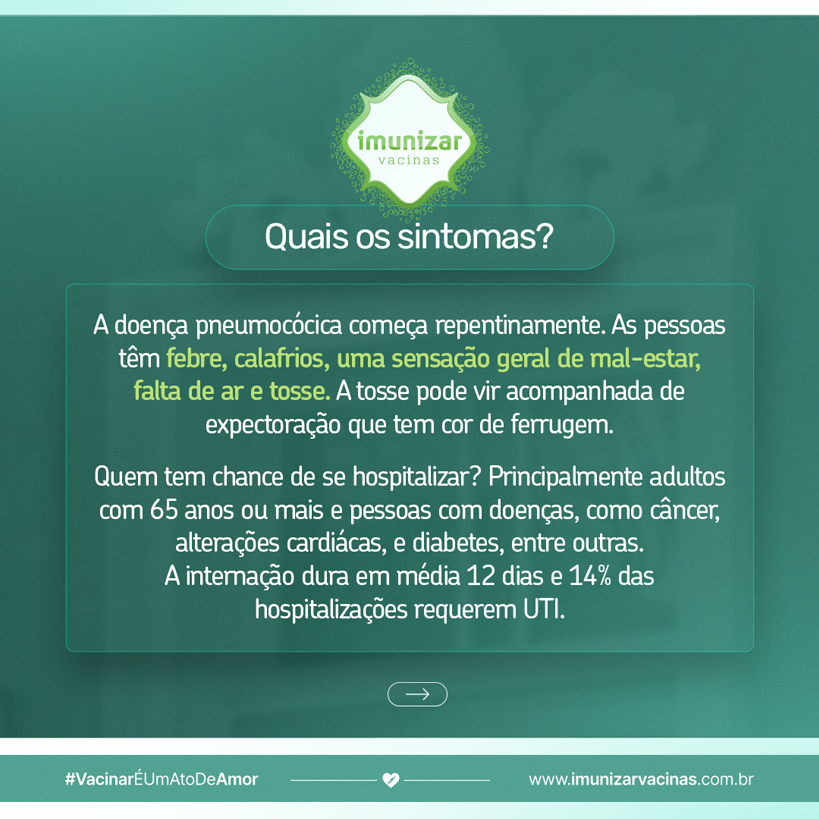 imunizar
vacinas
Quais os sintomas?
A doença pneumocócica começa repentinamente. As pessoas
têm febre, calafrios, uma sensação geral de mal-estar,
falta de ar e tosse. A tosse pode vir acompanhada de
expectoração que tem cor de ferrugem.
Quem tem chance de se hospitalizar? Principalmente adultos
com 65 anos ou mais e pessoas com doenças, como câncer,
alterações cardiácas, e diabetes, entre outras.
A internação dura em média 12 dias e 14% das
hospitalizações requerem UTI.
#VacinarÉUmAtoDeAmor
www.imunizarvacinas.com.br